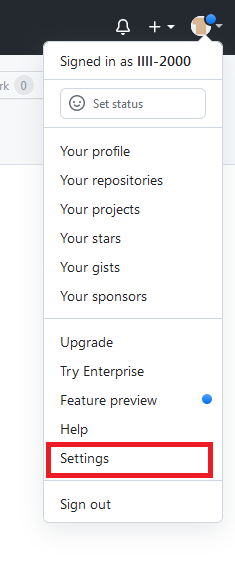 Signed in as IIII-2000
rk 0
Set status
Your profile
Your repositories
Your projects
Your stars
Your gists
Your sponsors
Upgrade
Try Enterprise
Feature preview
Help
Settings
Sign out